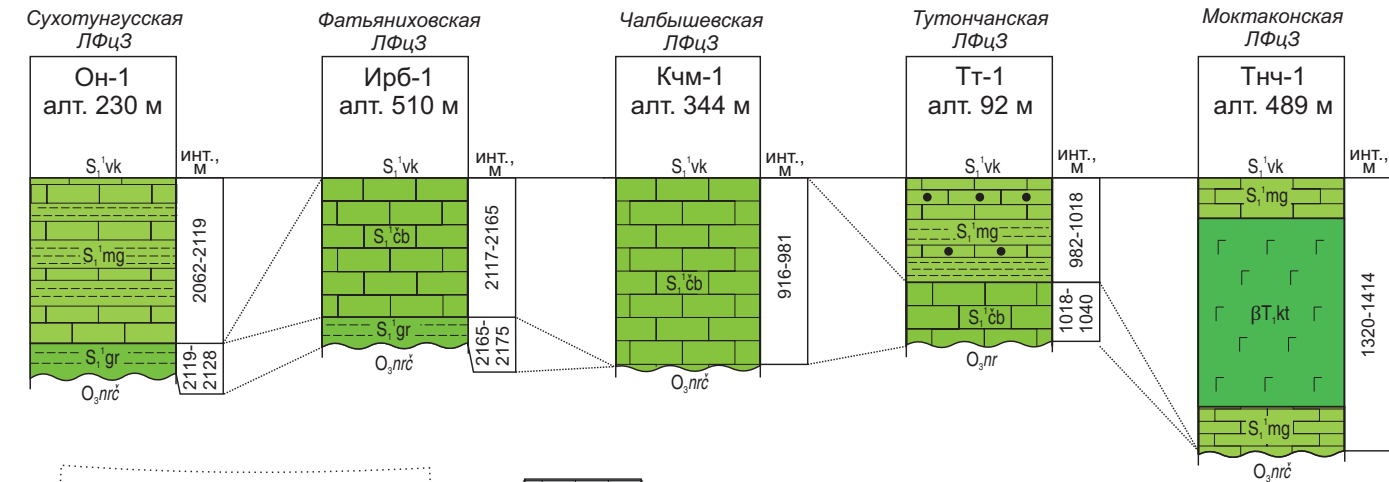 Сухотунгусская
ЛФцЗ
Он-1
алт. 230 м
S₁¹vk
инт.,
м
S₁¹mg
2062-2119
S₁¹gr
2119-
2128
O₃nrč
Фатьяниховская
ЛФцЗ
Ирб-1
алт. 510 м
S₁¹vk
инт.,
м
S₁¹čb
2117-2165
S₁¹gr
2165-
2175
O₃nrč
Чалбышевская
ЛФцЗ
Кчм-1
алт. 344 м
S₁¹vk
инт.,
м
S₁¹čb
916-981
O₃nrč
Тутончанская
ЛФцЗ
Тт-1
алт. 92 м
S₁¹vk
инт.,
м
S₁¹mg
982-1018
S₁¹čb
1018-
1040
O₃nr
Моктаконская
ЛФцЗ
Тнч-1
алт. 489 м
S₁¹vk
инт.,
м
S₁¹mg
βT₁kt
1320-1414
S₁¹mg
O₃nrč